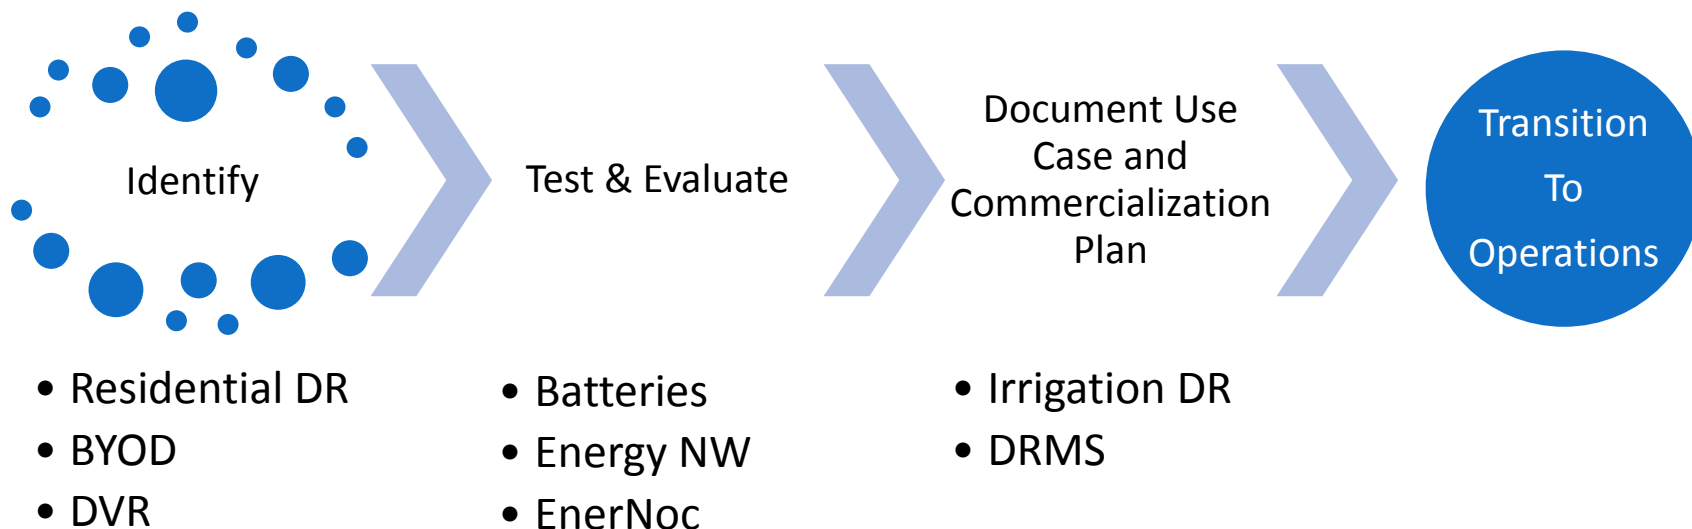 Identify
Test & Evaluate
Document Use
Case and
Commercialization
Plan
Transition
To
Operations
• Residential DR
• BYOD
• DVR
• Batteries
• Energy NW
• EnerNoc
• Irrigation DR
• DRMS